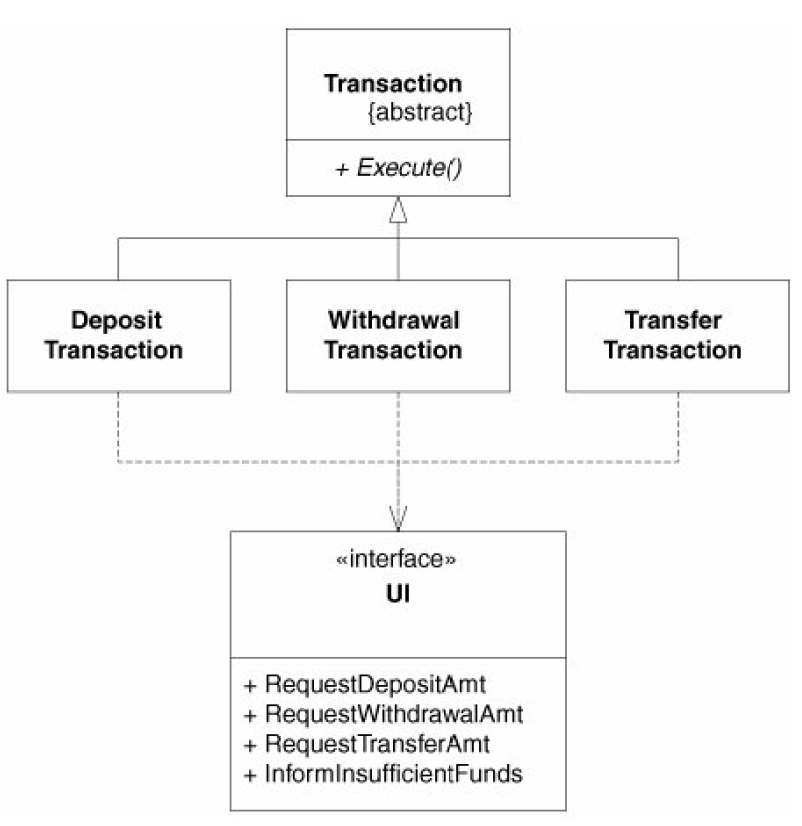 Transaction
{abstract}
+ Execute()
Deposit
Transaction
Withdrawal
Transaction
Transfer
Transaction
«interface»
UI
+ RequestDepositAmt
+ RequestWithdrawalAmt
+ RequestTransferAmt
+ InformInsufficientFunds